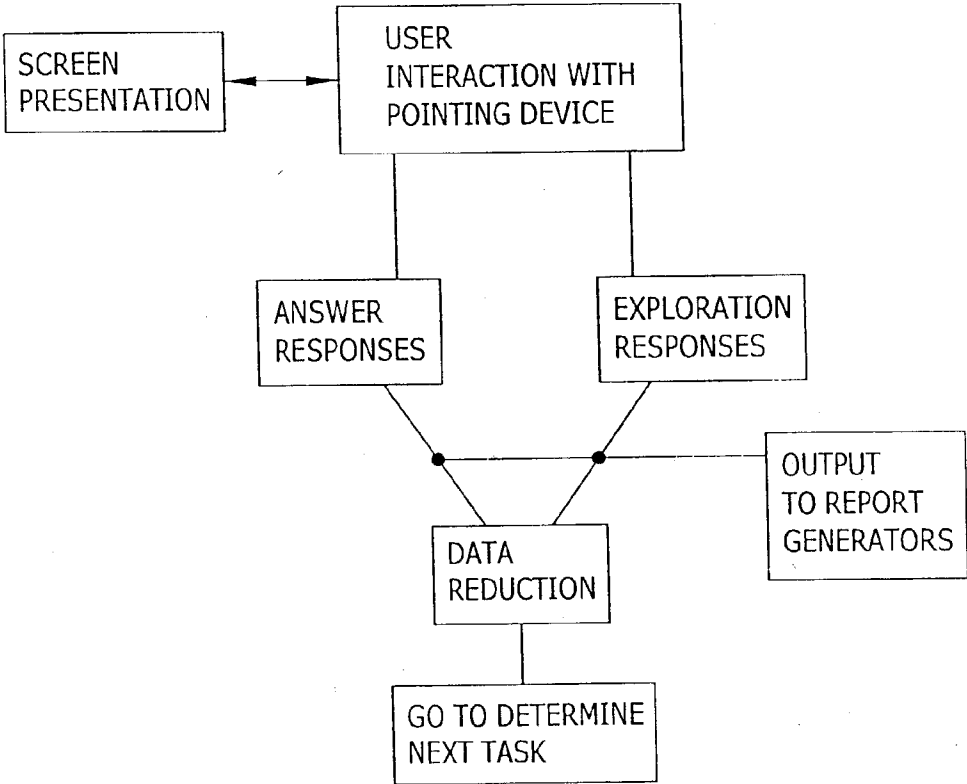 SCREEN
PRESENTATION
USER
INTERACTION WITH
POINTING DEVICE
ANSWER
RESPONSES
EXPLORATION
RESPONSES
OUTPUT
TO REPORT
GENERATORS
DATA
REDUCTION
GO TO DETERMINE
NEXT TASK